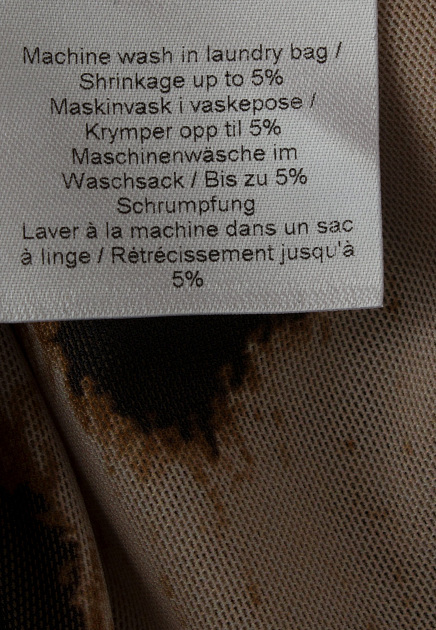 Machine wash in laundry bag /
Shrinkage up to 5%
Maskinvask i vaskepose /
Krymper opp til 5%
Maschinenwäsche im
Waschsack / Bis zu 5%
Schrumpfung
Laver à la machine dans un sac
à linge / Rétrécissement jusqu'à
5%